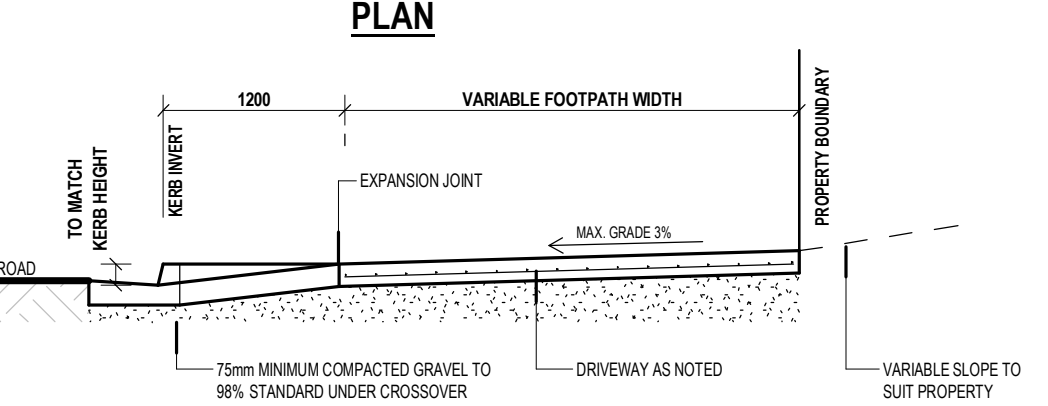 PLAN
1200
VARIABLE FOOTPATH WIDTH
PROPERTY BOUNDARY
TO MATCH
KERB HEIGHT
KERB INVERT
EXPANSION JOINT
MAX. GRADE 3%
ROAD
75mm MINIMUM COMPACTED GRAVEL TO
98% STANDARD UNDER CROSSOVER
DRIVEWAY AS NOTED
VARIABLE SLOPE TO
SUIT PROPERTY